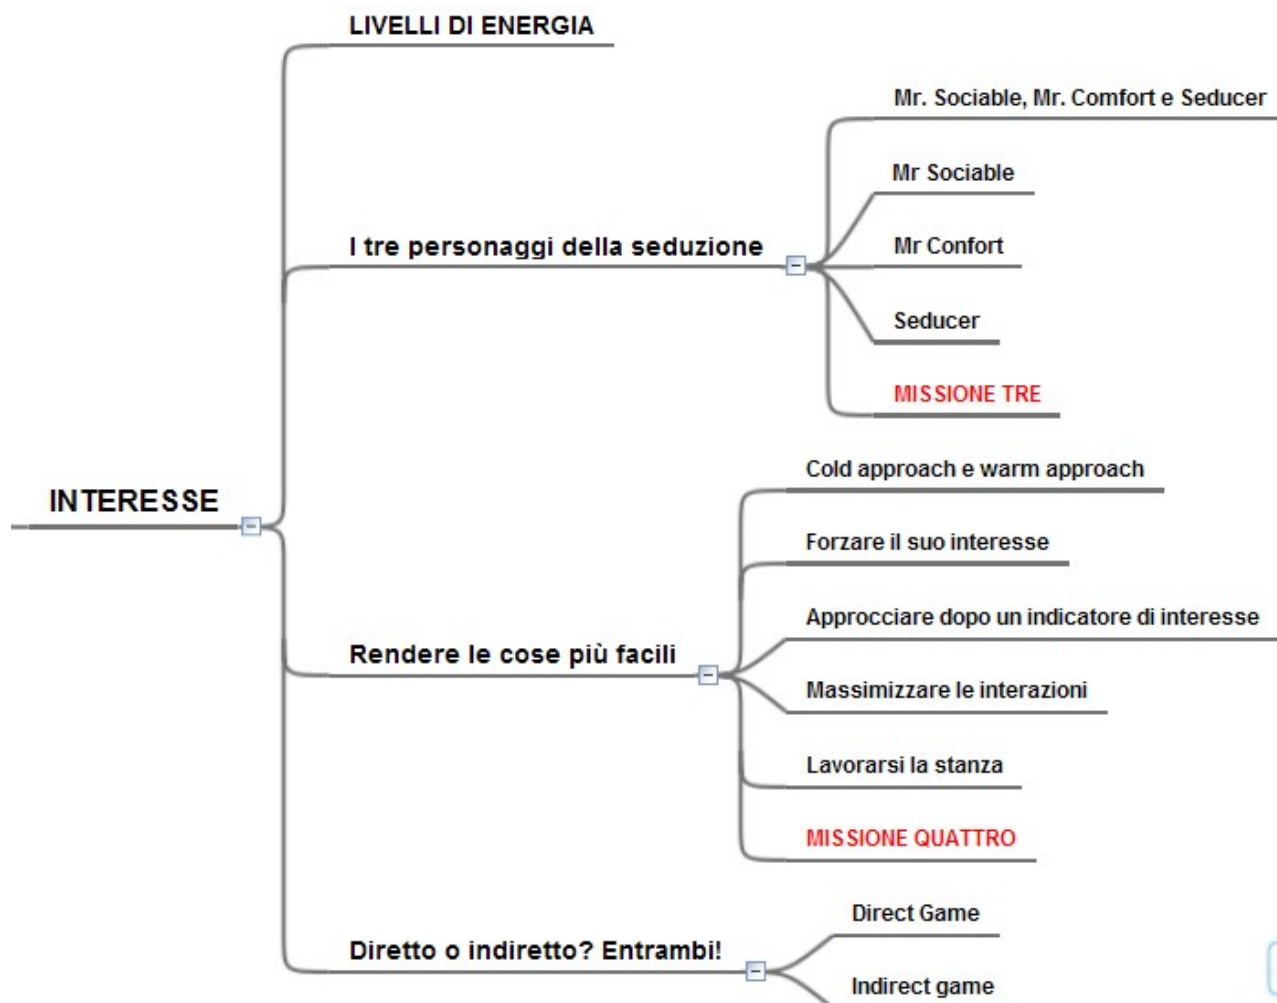 LIVELLI DI ENERGIA
Mr. Sociable, Mr. Comfort e Seducer
Mr Sociable
I tre personaggi della seduzione
Mr Confort
Seducer
MISSIONE TRE
Cold approach e warm approach
INTERESSE
Forzare il suo interesse
Approcciare dopo un indicatore di interesse
Rendere le cose più facili
Massimizzare le interazioni
Lavorarsi la stanza
MISSIONE QUATTRO
Direct Game
Diretto o indiretto? Entrambi!
Indirect game